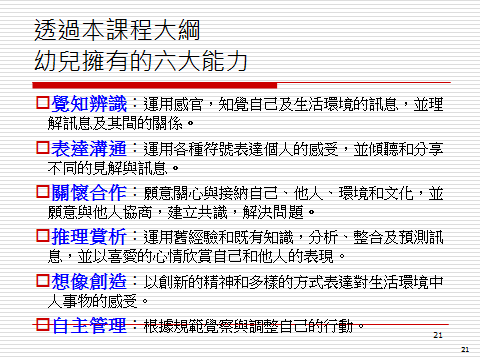 透過本課程大綱
幼兒擁有的六大能力
覺知辨識：運用感官，知覺自己及生活環境的訊息，並理
解訊息及其間的關係。
表達溝通：運用各種符號表達個人的感受，並傾聽和分享
不同的見解與訊息。
關懷合作：願意關心與接納自己、他人、環境和文化，並
願意與他人協商，建立共識，解決問題。
推理賞析：運用舊經驗和既有知識，分析、整合及預測訊
息，並以喜愛的心情欣賞自己和他人的表現。
想像創造：以創新的精神和多樣的方式表達對生活環境中
人事物的感受。
自主管理：根據規範覺察與調整自己的行動。
21
21